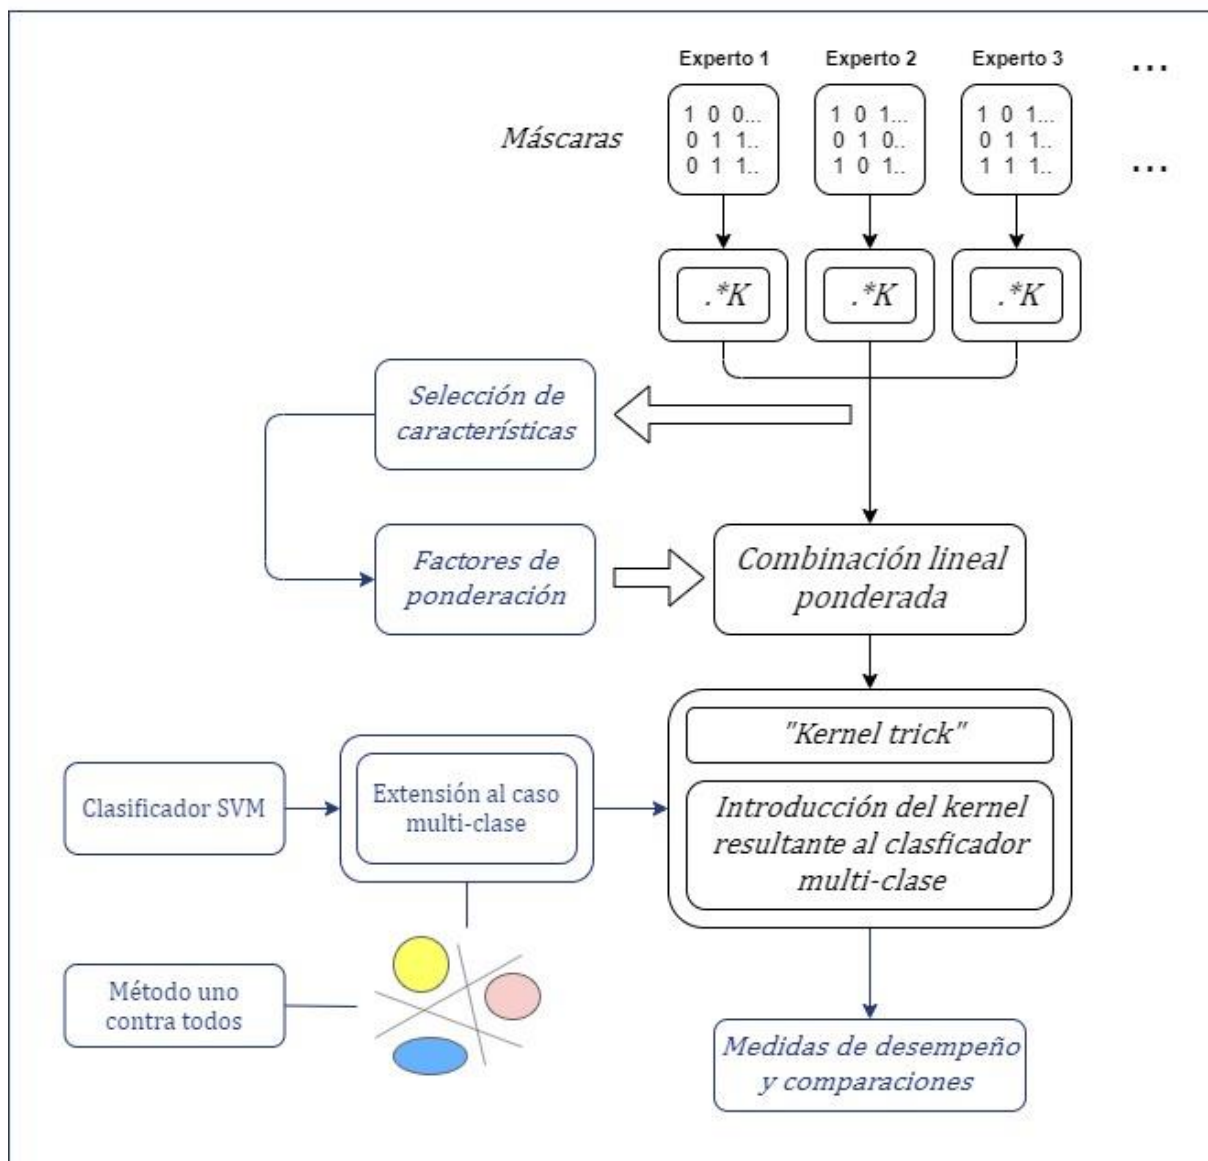 Experto 1 Experto 2 Experto 3 ...
Máscaras
1 0 0...
0 1 1..
0 1 1..
1 0 1...
0 1 0..
1 0 1..
1 0 1...
0 1 1..
1 1 1..
...
.*K .*K .*K
Selección de
características
Factores de
ponderación
Combinación lineal
ponderada
"Kernel trick"
Clasificador SVM
Extensión al caso
multi-clase
Introducción del kernel
resultante al clasficador
multi-clase
Método uno
contra todos
Medidas de desempeño
y comparaciones